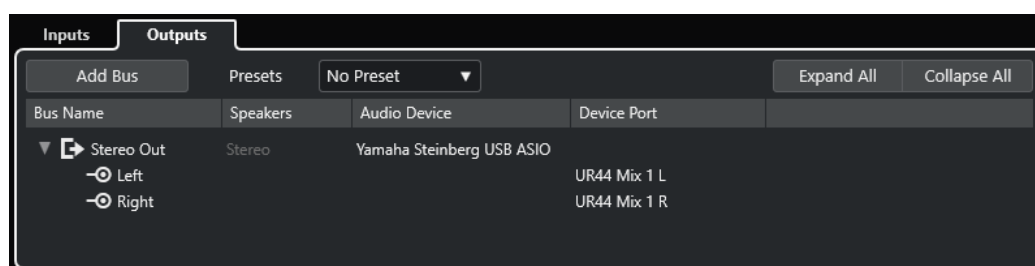 Inputs Outputs
Add Bus Presets No Preset Expand All Collapse All
Bus Name Speakers Audio Device Device Port
Stereo Out Stereo Yamaha Steinberg USB ASIO
Left UR44 Mix 1 L
Right UR44 Mix 1 R